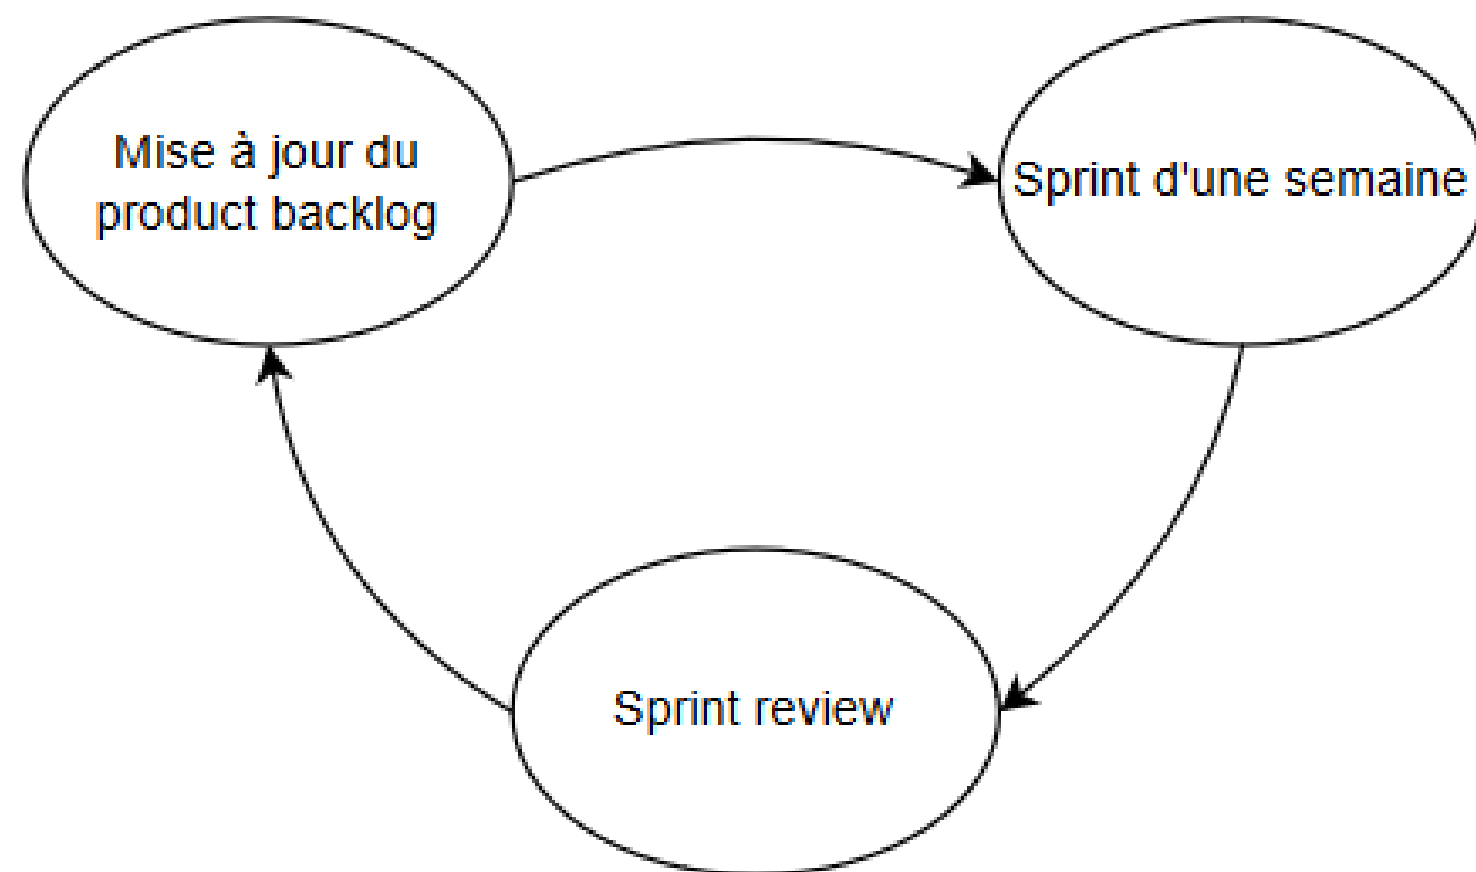 Mise à jour du
product backlog
Sprint d'une semaine
Sprint review